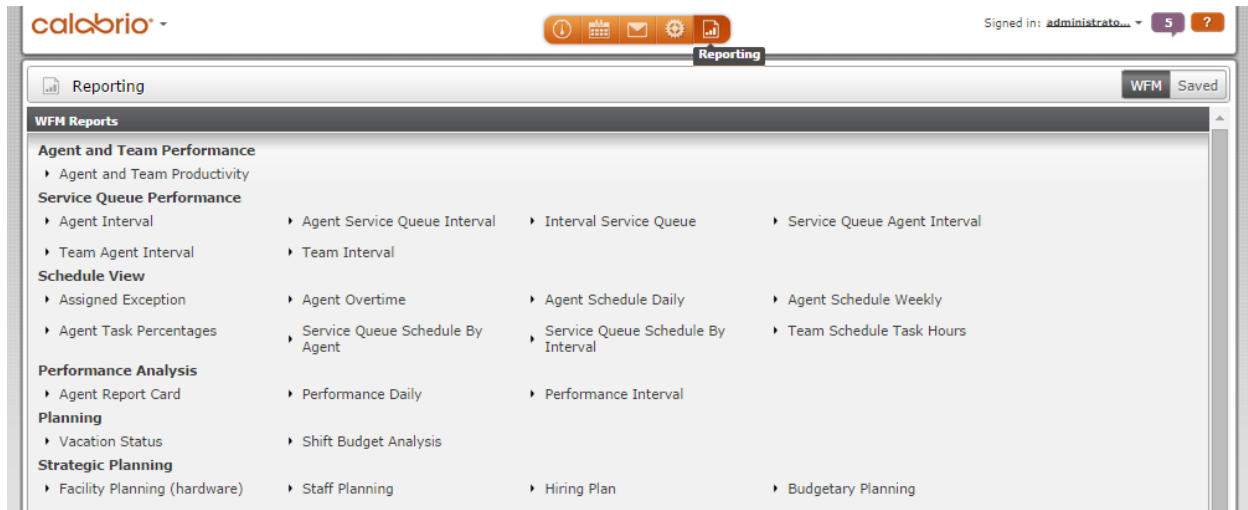 calabrio
Signed in: administrato... 5 ?
Reporting
Reporting
WFM Saved
WFM Reports
Agent and Team Performance
Agent and Team Productivity
Service Queue Performance
Agent Interval Agent Service Queue Interval Interval Service Queue Service Queue Agent Interval
Team Agent Interval Team Interval
Schedule View
Assigned Exception Agent Overtime Agent Schedule Daily Agent Schedule Weekly
Agent Task Percentages Service Queue Schedule By Agent Service Queue Schedule By Interval Team Schedule Task Hours
Performance Analysis
Agent Report Card Performance Daily Performance Interval
Planning
Vacation Status Shift Budget Analysis
Strategic Planning
Facility Planning (hardware) Staff Planning Hiring Plan Budgetary Planning